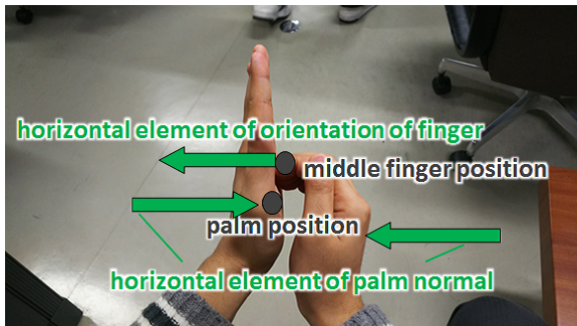 horizontal element of orientation of finger
middle finger position
palm position
horizontal element of palm normal